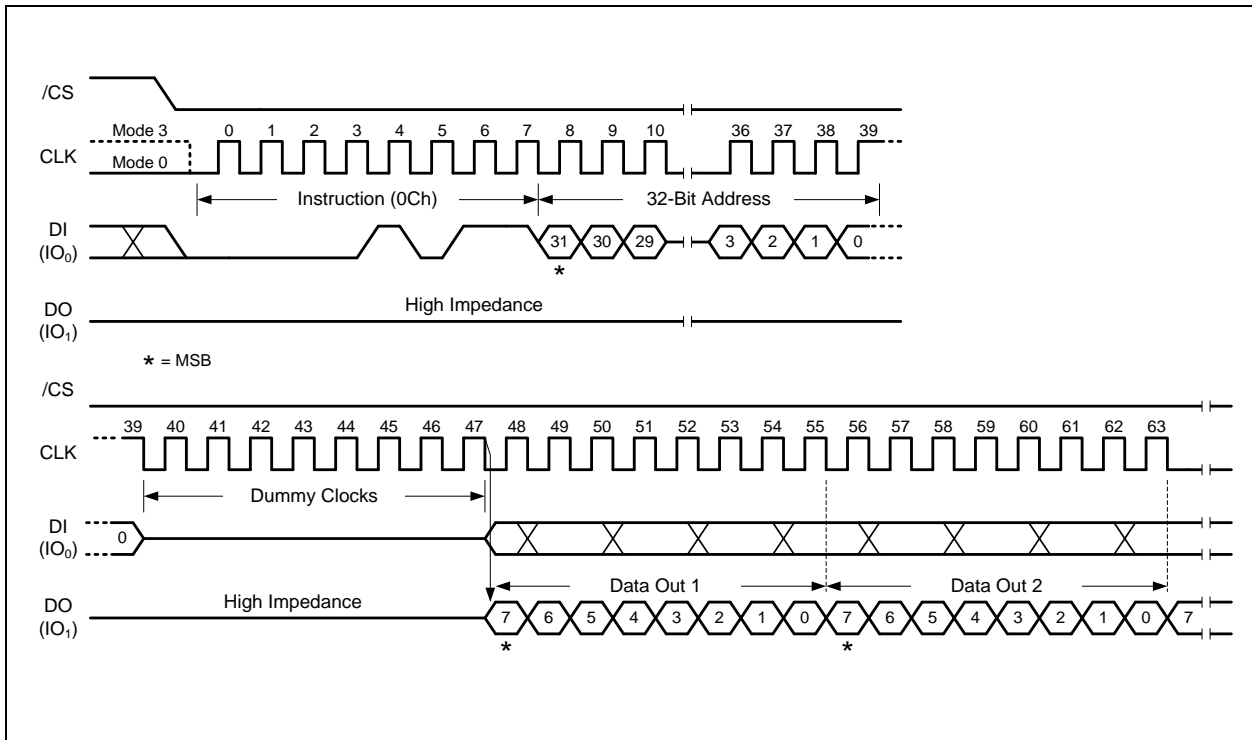 /CS
Mode 3
0 1 2 3 4 5 6 7 8 9 10 36 37 38 39
CLK
Mode 0
Instruction (0Ch) 32-Bit Address
DI
(IO₀)
31 30 29 3 2 1 0
*
High Impedance
DO
(IO₁)
* = MSB
/CS
39 40 41 42 43 44 45 46 47 48 49 50 51 52 53 54 55 56 57 58 59 60 61 62 63
CLK
Dummy Clocks
DI
(IO₀)
0
Data Out 1 Data Out 2
High Impedance
DO
(IO₁)
7 6 5 4 3 2 1 0 7 6 5 4 3 2 1 0 7
* *